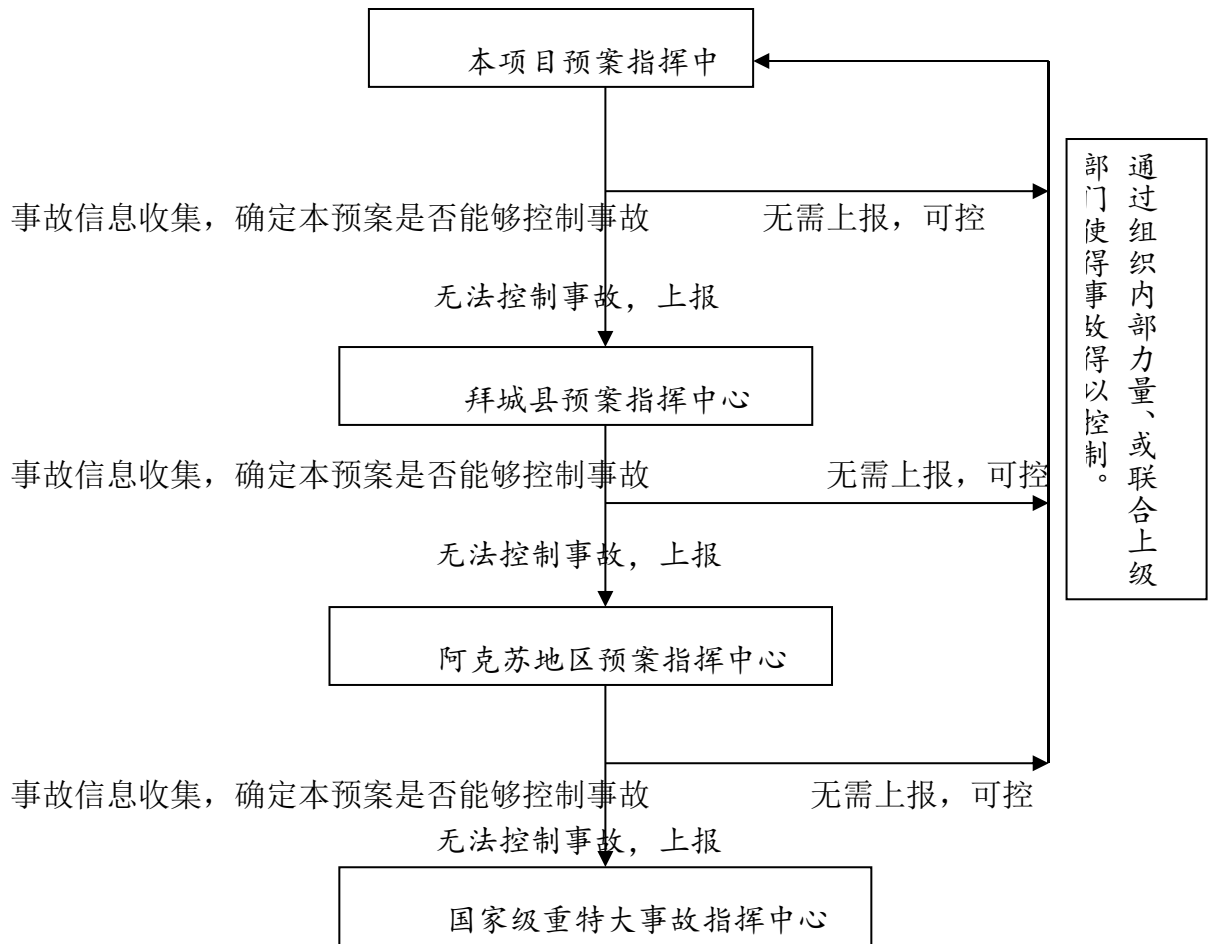 本项目预案指挥中
事故信息收集，确定本预案是否能够控制事故
无需上报，可控
无法控制事故，上报
拜城县预案指挥中心
事故信息收集，确定本预案是否能够控制事故
无需上报，可控
无法控制事故，上报
阿克苏地区预案指挥中心
事故信息收集，确定本预案是否能够控制事故
无需上报，可控
无法控制事故，上报
国家级重特大事故指挥中心
通过组织内部力量、或联合上级
部门使得事故得以控制。